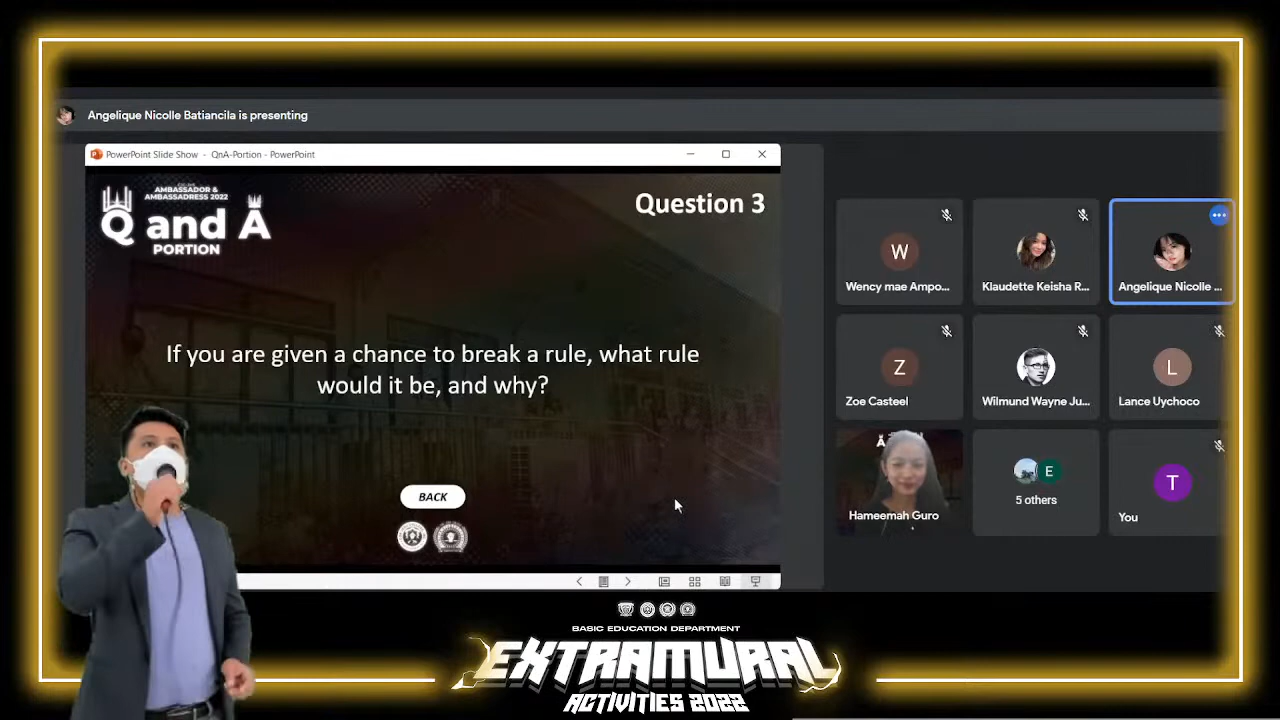 Angelique Nicolle Batiancila is presenting
PowerPoint Slide Show - QnA-Portion - PowerPoint
AMBASSADOR &
AMBASSADRESS 2022
Q and A
PORTION
Question 3
If you are given a chance to break a rule, what rule
would it be, and why?
BACK
W
Wency mae Ampo...
Klaudette Keisha R...
Angelique Nicolle ...
Z
Zoe Casteel
Wilmund Wayne Ju...
L
Lance Uychoco
Hameemah Guro
E
5 others
T
You
BASIC EDUCATION DEPARTMENT
EXTRAMURAL
ACTIVITIES 2022